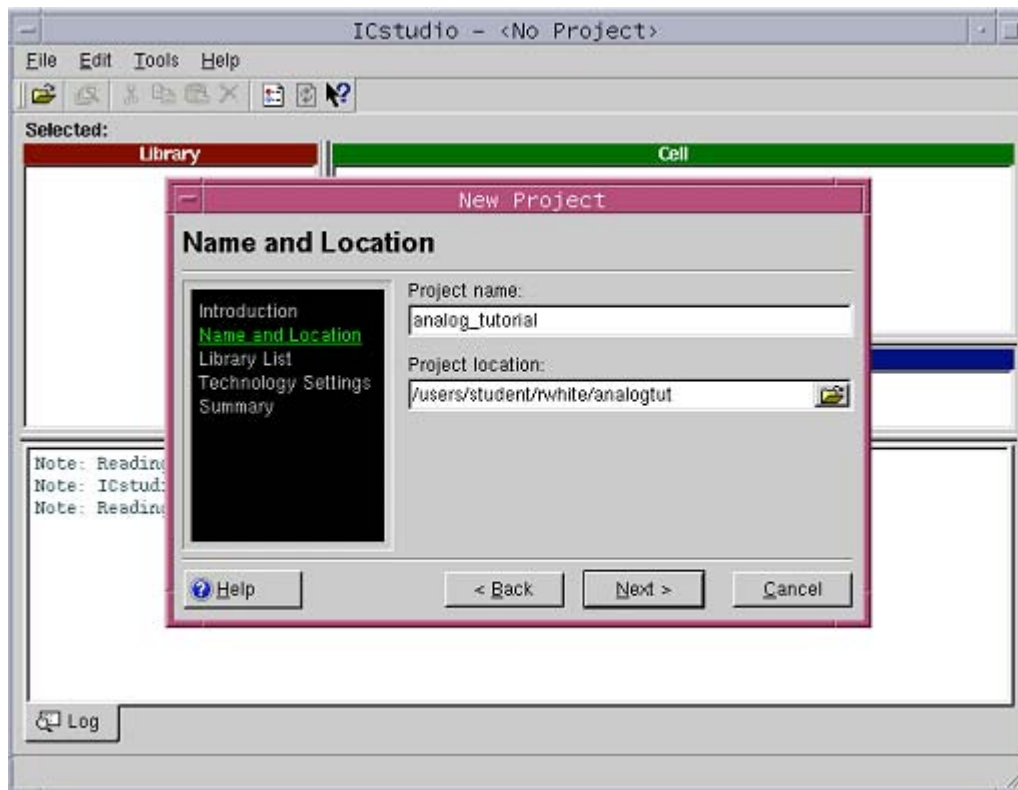 ICstudio - <No Project>
File Edit Tools Help
Selected:
Library
Cell
New Project
Name and Location
Introduction
Name and Location
Library List
Technology Settings
Summary
Project name:
analog_tutorial
Project location:
/users/student/rwhite/analogtut
Note: Reading
Note: ICstudi
Note: Reading
Help
< Back
Next >
Cancel
Log